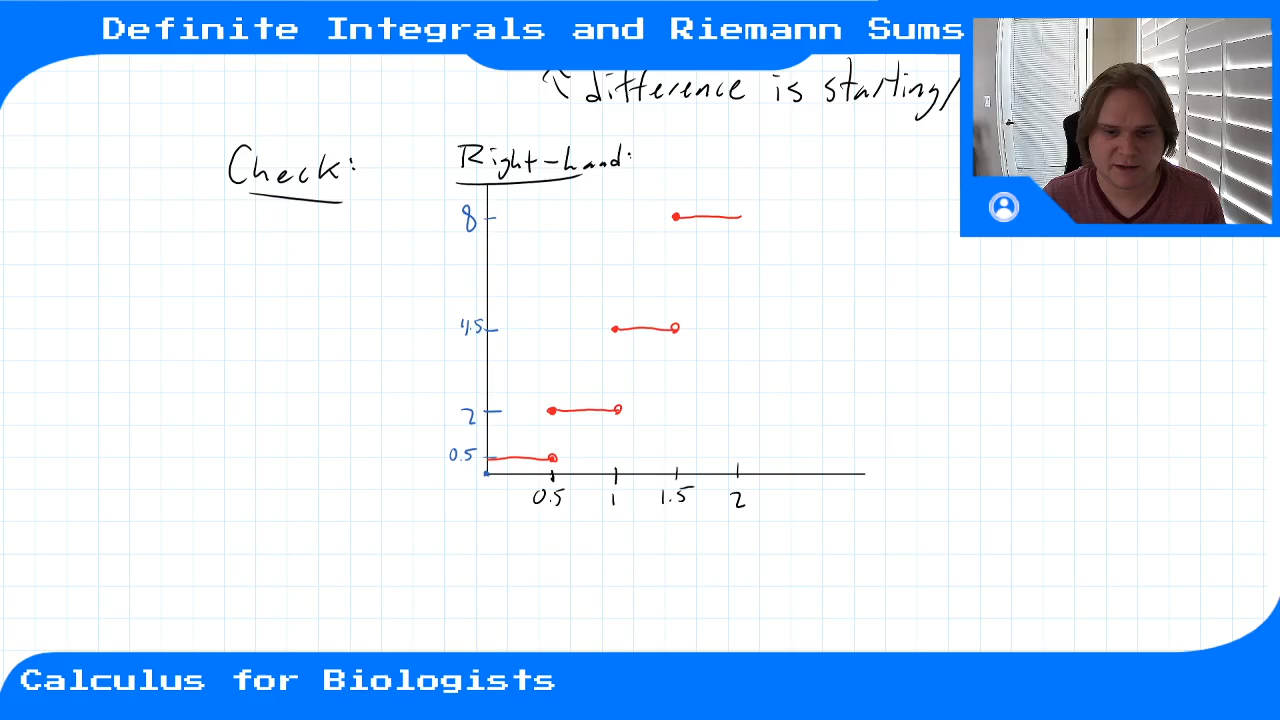 Definite Integrals and Riemann Sums
difference is starting/
Check:
Right-hand:
8
4.5
2
0.5
0.5 1 1.5 2
Calculus for Biologists